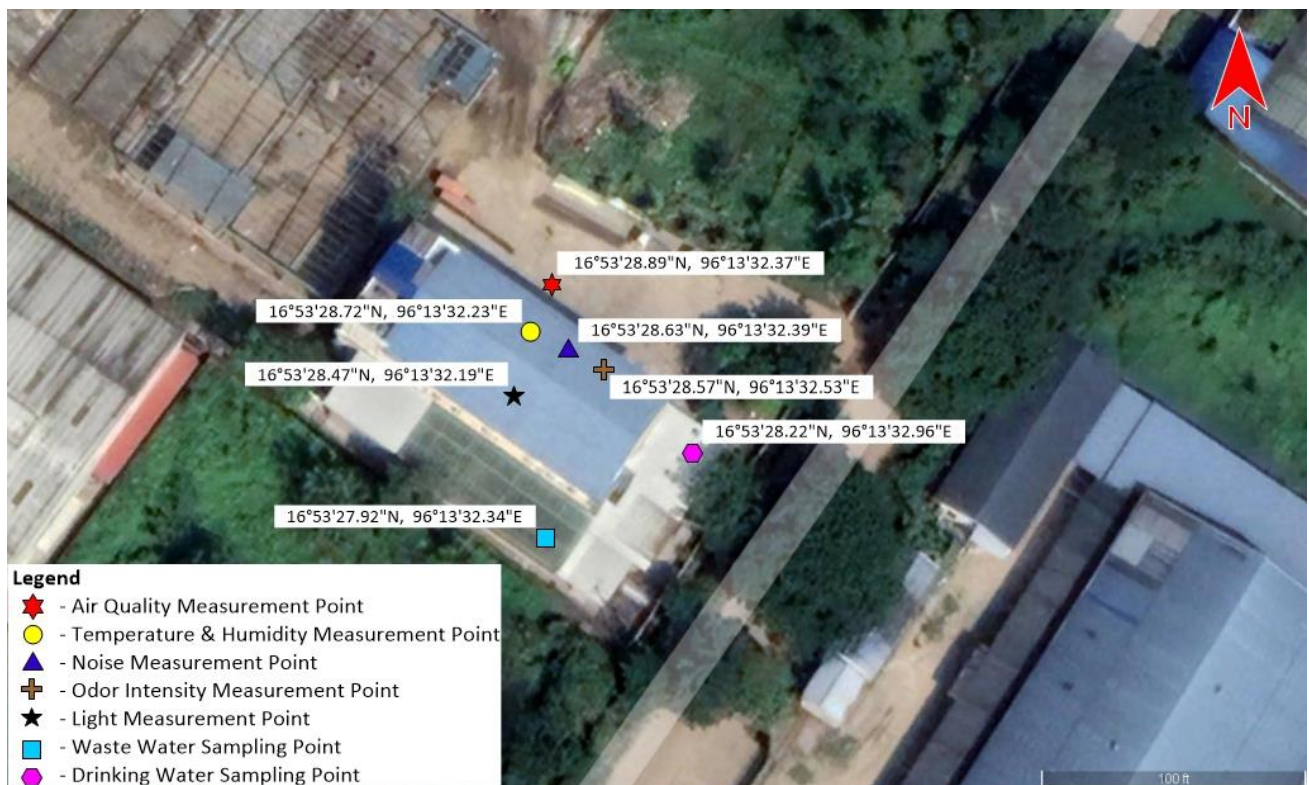 N
16°53'28.89"N, 96°13'32.37"E
16°53'28.72"N, 96°13'32.23"E
16°53'28.63"N, 96°13'32.39"E
16°53'28.47"N, 96°13'32.19"E
16°53'28.57"N, 96°13'32.53"E
16°53'28.22"N, 96°13'32.96"E
16°53'27.92"N, 96°13'32.34"E
Legend
- Air Quality Measurement Point
- Temperature & Humidity Measurement Point
- Noise Measurement Point
- Odor Intensity Measurement Point
- Light Measurement Point
- Waste Water Sampling Point
- Drinking Water Sampling Point
100 ft